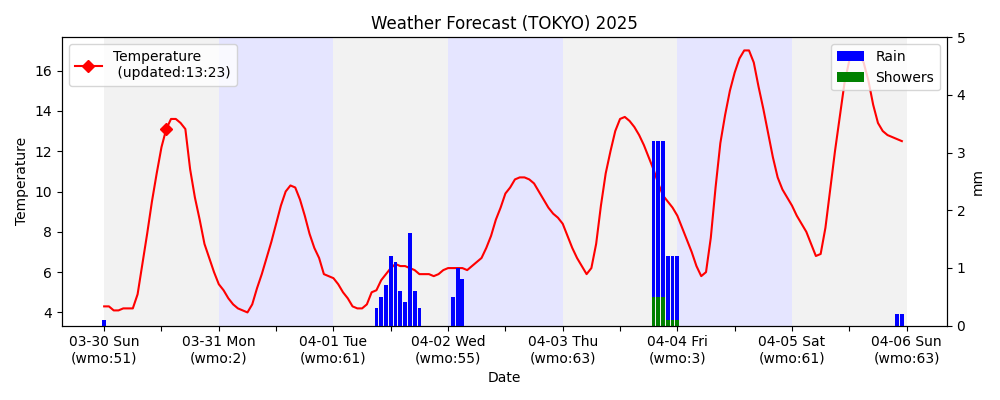 Weather Forecast (TOKYO) 2025
Temperature
(updated:13:23)
Rain
Showers
Temperature
16
14
12
10
8
6
4
5
4
3
2
1
0
mm
03-30 Sun
(wmo:51)
03-31 Mon
(wmo:2)
04-01 Tue
(wmo:61)
04-02 Wed
(wmo:55)
04-03 Thu
(wmo:63)
04-04 Fri
(wmo:3)
04-05 Sat
(wmo:61)
04-06 Sun
(wmo:63)
Date